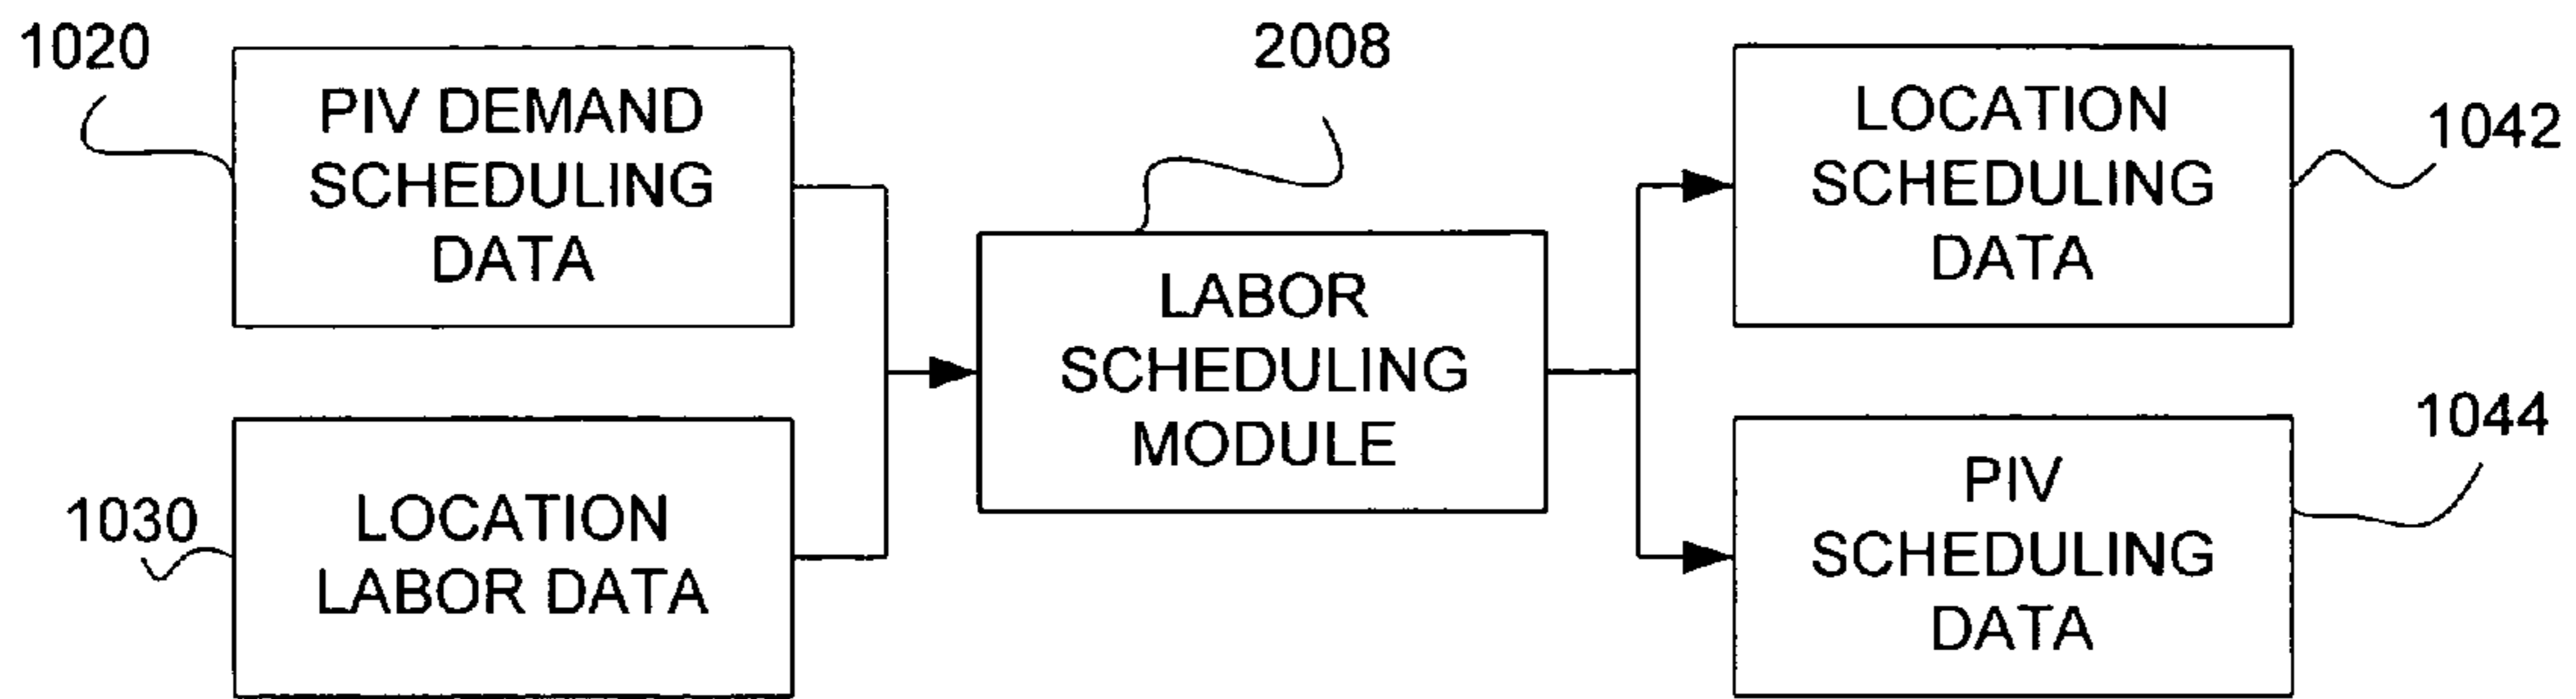 1020
PIV DEMAND
SCHEDULING
DATA
1030
LOCATION
LABOR DATA
2008
LABOR
SCHEDULING
MODULE
LOCATION
SCHEDULING
DATA
1042
PIV
SCHEDULING
DATA
1044